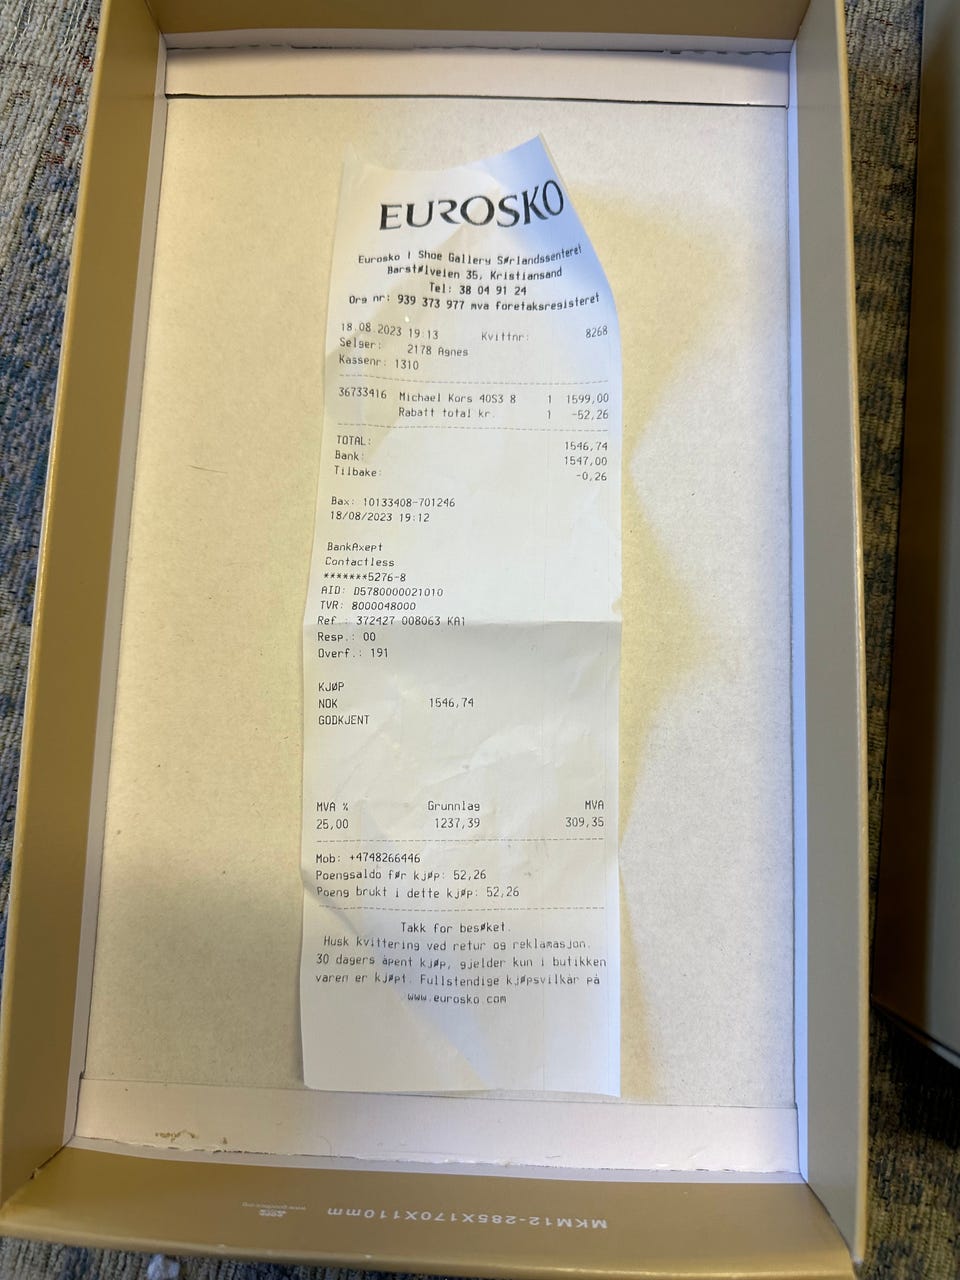 EUROSKO
Eurosko | Shoe Gallery Sørlandssenteret
Barstølveien 35, Kristiansand
Tel: 38 04 91 24
Org nr: 939 373 977 mva Foretaksregisteret
18.08.2023 19:13 Kvittnr: 8268
Selger: 2178 Agnes
Kassenr: 1310
36733416 Michael Kors 40S3 8 1 1599,00
Rabatt total kr. 1 -52,26
TOTAL: 1546,74
Bank: 1547,00
Tilbake: -0,26
Bax: 10133408-701246
18/08/2023 19:12
BankAxept
Contactless
*******5276-8
AID: D5780000021010
TVR: 8000048000
Ref.: 372427 008063 KA1
Resp.: 00
Overf.: 191
KJØP
NOK 1546,74
GODKJENT
MVA % Grunnlag MVA
25,00 1237,39 309,35
Mob: +4748266446
Poengsaldo før kjøp: 52,26
Poeng brukt i dette kjøp: 52,26
Takk for besøket.
Husk kvittering ved retur og reklamasjon.
30 dagers åpent kjøp, gjelder kun i butikken
varen er kjøpt. Fullstendige kjøpsvilkår på
www.eurosko.com
MKM12-285X170X110mm